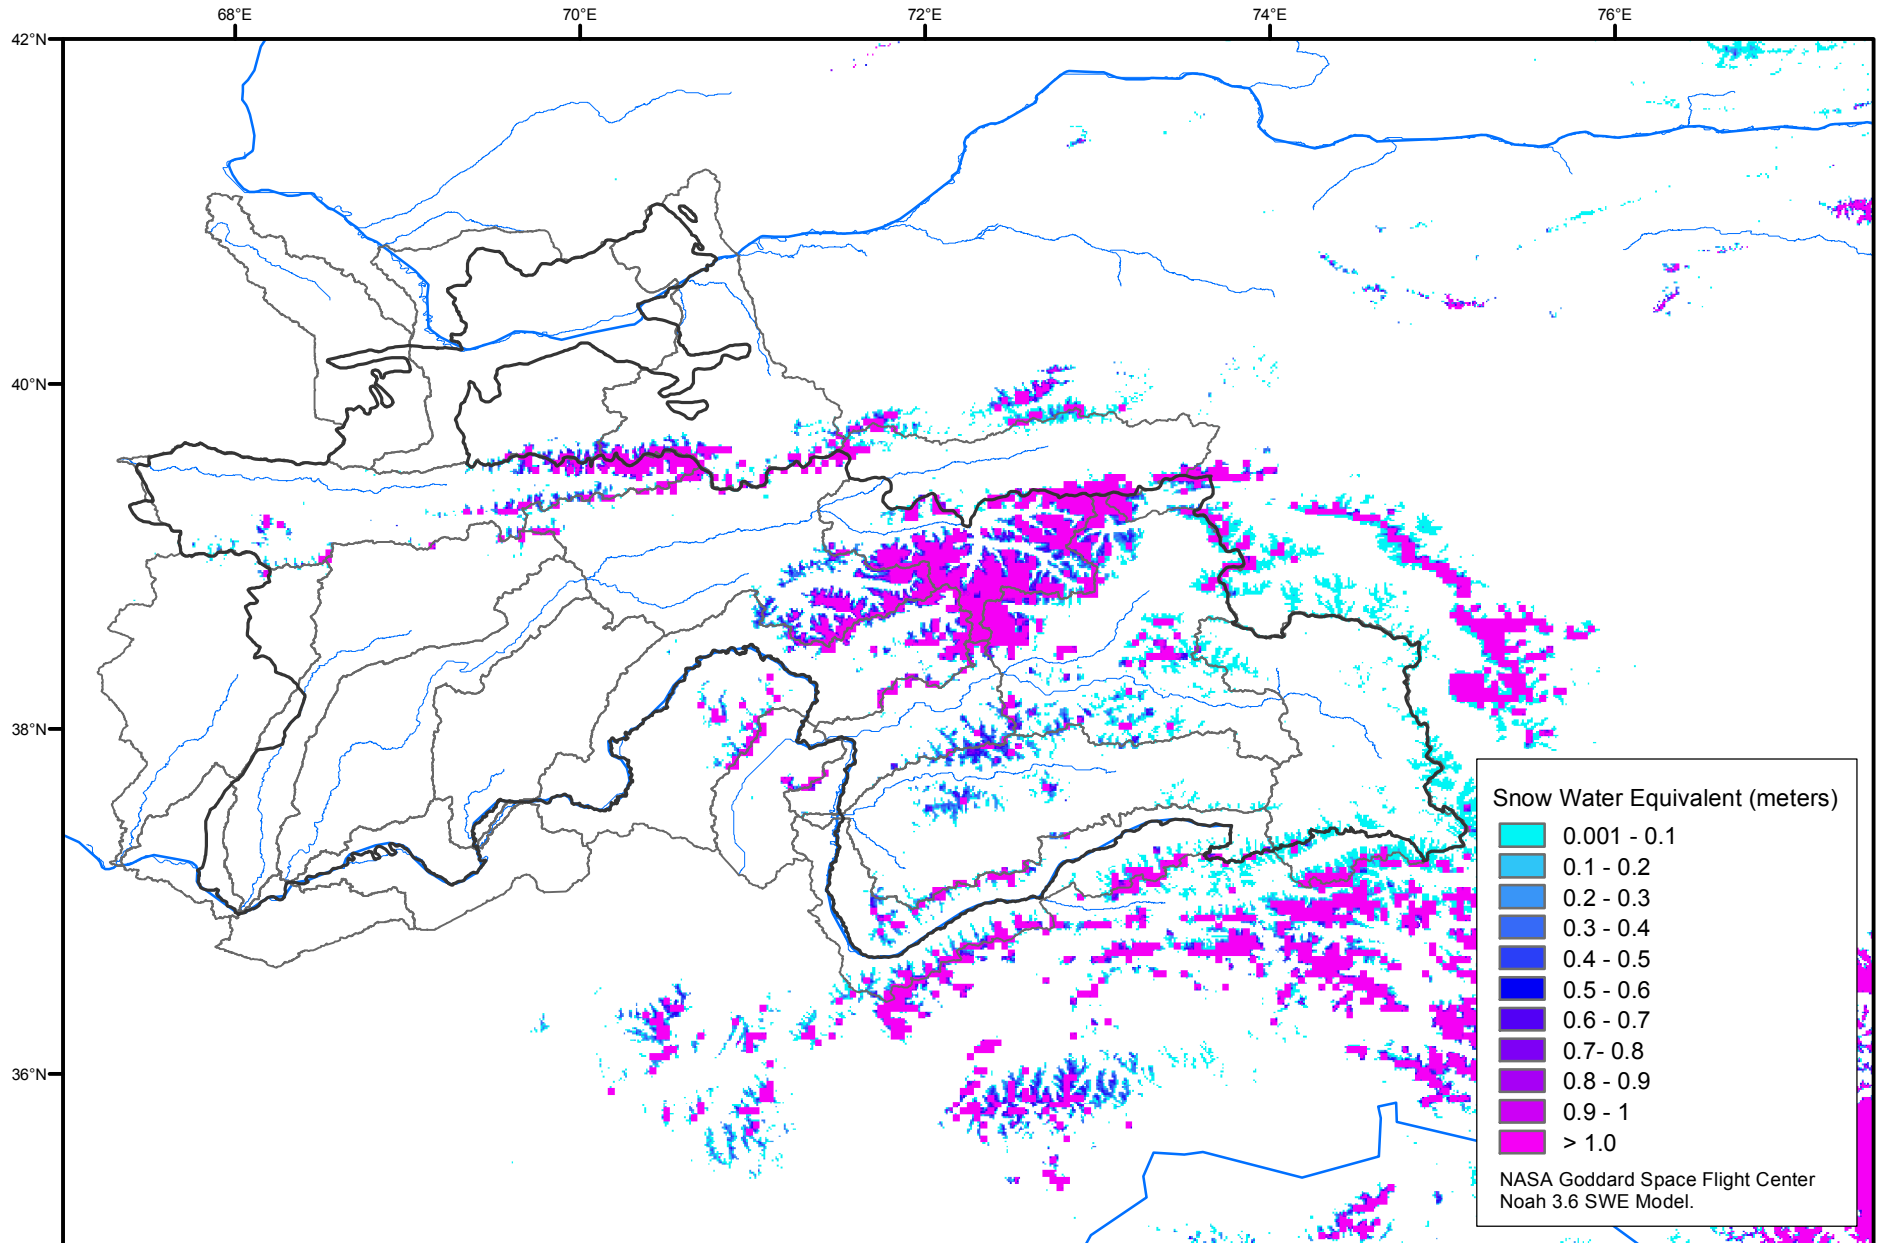 68°E
70°E
72°E
74°E
76°E
42°N
40°N
38°N
36°N
Snow Water Equivalent (meters)
0.001 - 0.1
0.1 - 0.2
0.2 - 0.3
0.3 - 0.4
0.4 - 0.5
0.5 - 0.6
0.6 - 0.7
0.7- 0.8
0.8 - 0.9
0.9 - 1
> 1.0
NASA Goddard Space Flight Center
Noah 3.6 SWE Model.